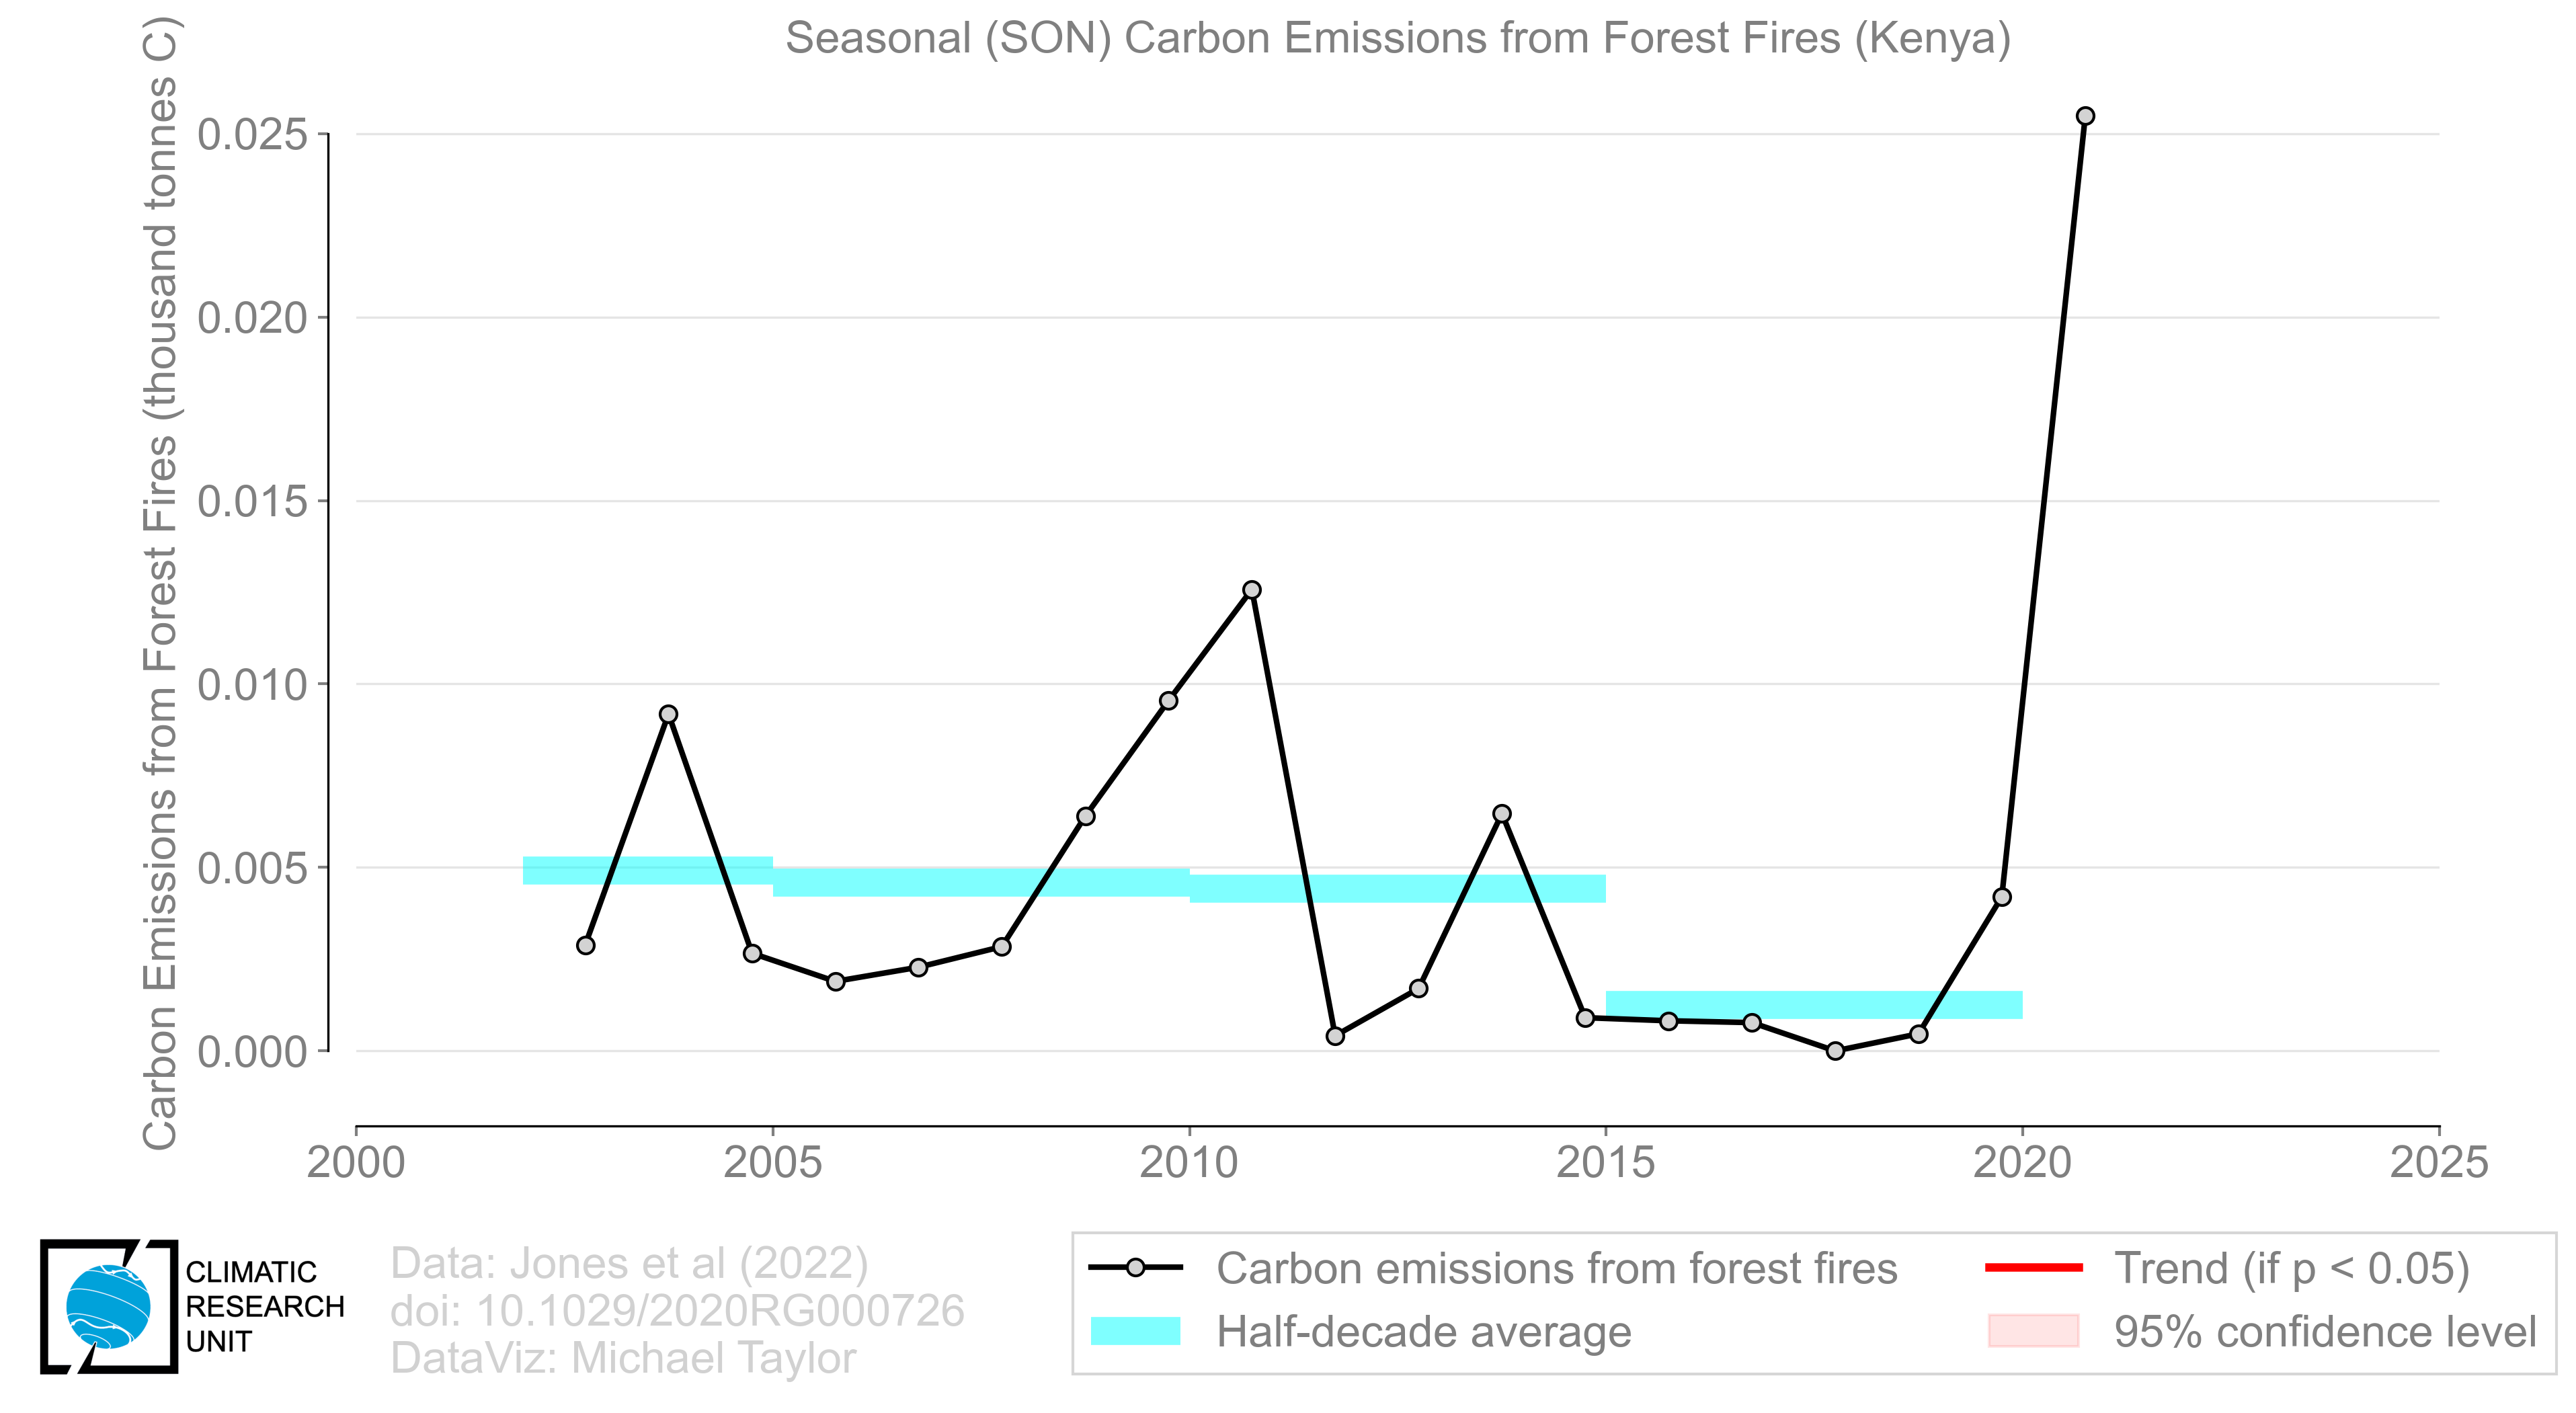 Seasonal (SON) Carbon Emissions from Forest Fires (Kenya)
Carbon Emissions from Forest Fires (thousand tonnes C)
0.025
0.020
0.015
0.010
0.005
0.000
2000
2005
2010
2015
2020
2025
CLIMATIC
RESEARCH
UNIT
Data: Jones et al (2022)
doi: 10.1029/2020RG000726
DataViz: Michael Taylor
Carbon emissions from forest fires
Half-decade average
Trend (if p < 0.05)
95% confidence level